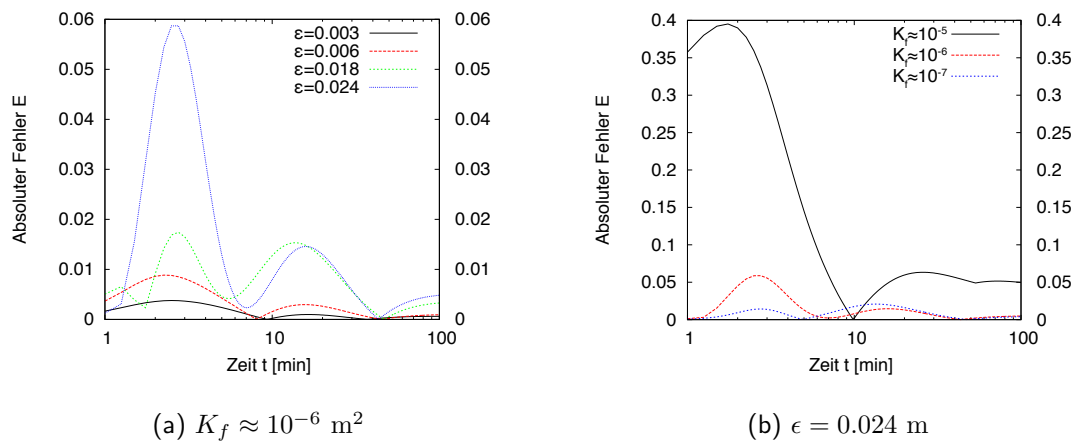 0.06
0.05
0.04
0.03
0.02
0.01
0
0.06
0.05
0.04
0.03
0.02
0.01
0
1
10
100
Absoluter Fehler E
Zeit t [min]
ε=0.003
ε=0.006
ε=0.018
ε=0.024
(a) K_f ≈ 10⁻⁶ m²
0.4
0.35
0.3
0.25
0.2
0.15
0.1
0.05
0
0.4
0.35
0.3
0.25
0.2
0.15
0.1
0.05
0
1
10
100
Absoluter Fehler E
Zeit t [min]
K_f≈10⁻⁵
K_f≈10⁻⁶
K_f≈10⁻⁷
(b) ϵ = 0.024 m